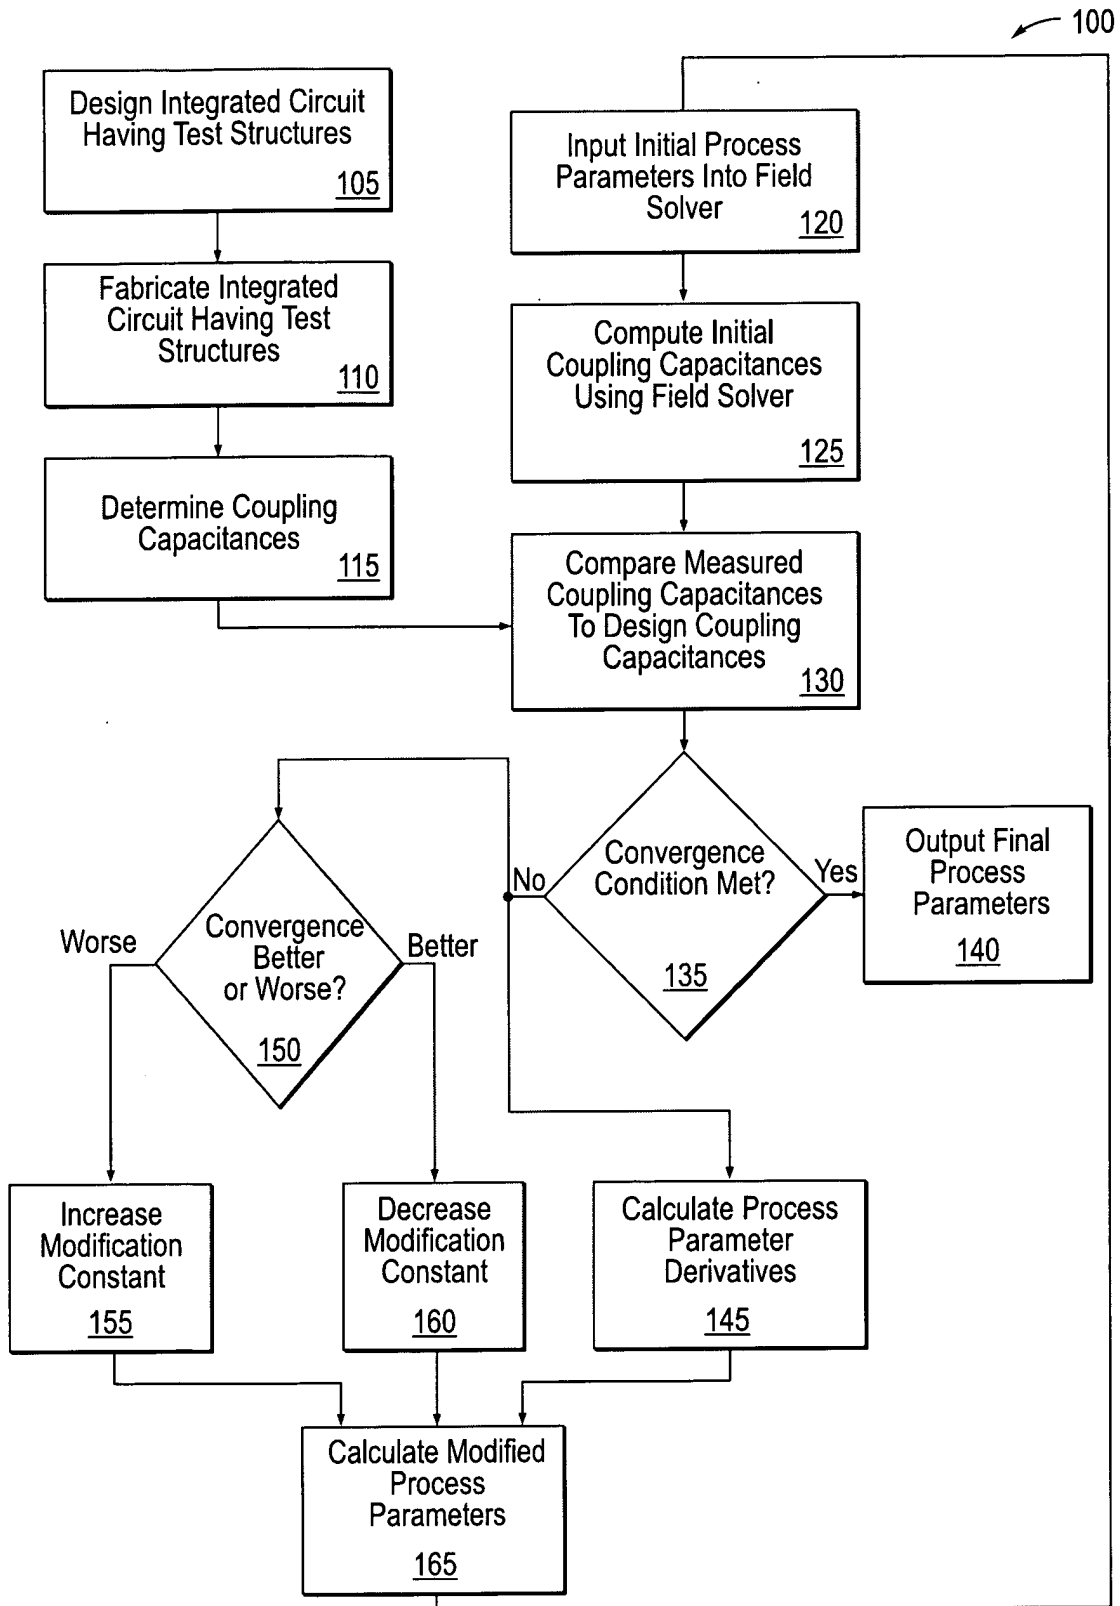 100
Design Integrated Circuit
Having Test Structures
105
Fabricate Integrated
Circuit Having Test
Structures
110
Determine Coupling
Capacitances
115
Input Initial Process
Parameters Into Field
Solver
120
Compute Initial
Coupling Capacitances
Using Field Solver
125
Compare Measured
Coupling Capacitances
To Design Coupling
Capacitances
130
Convergence
Condition Met?
135
No
Yes
Output Final
Process
Parameters
140
Convergence
Better
or Worse?
150
Worse
Better
Increase
Modification
Constant
155
Decrease
Modification
Constant
160
Calculate Process
Parameter
Derivatives
145
Calculate Modified
Process
Parameters
165